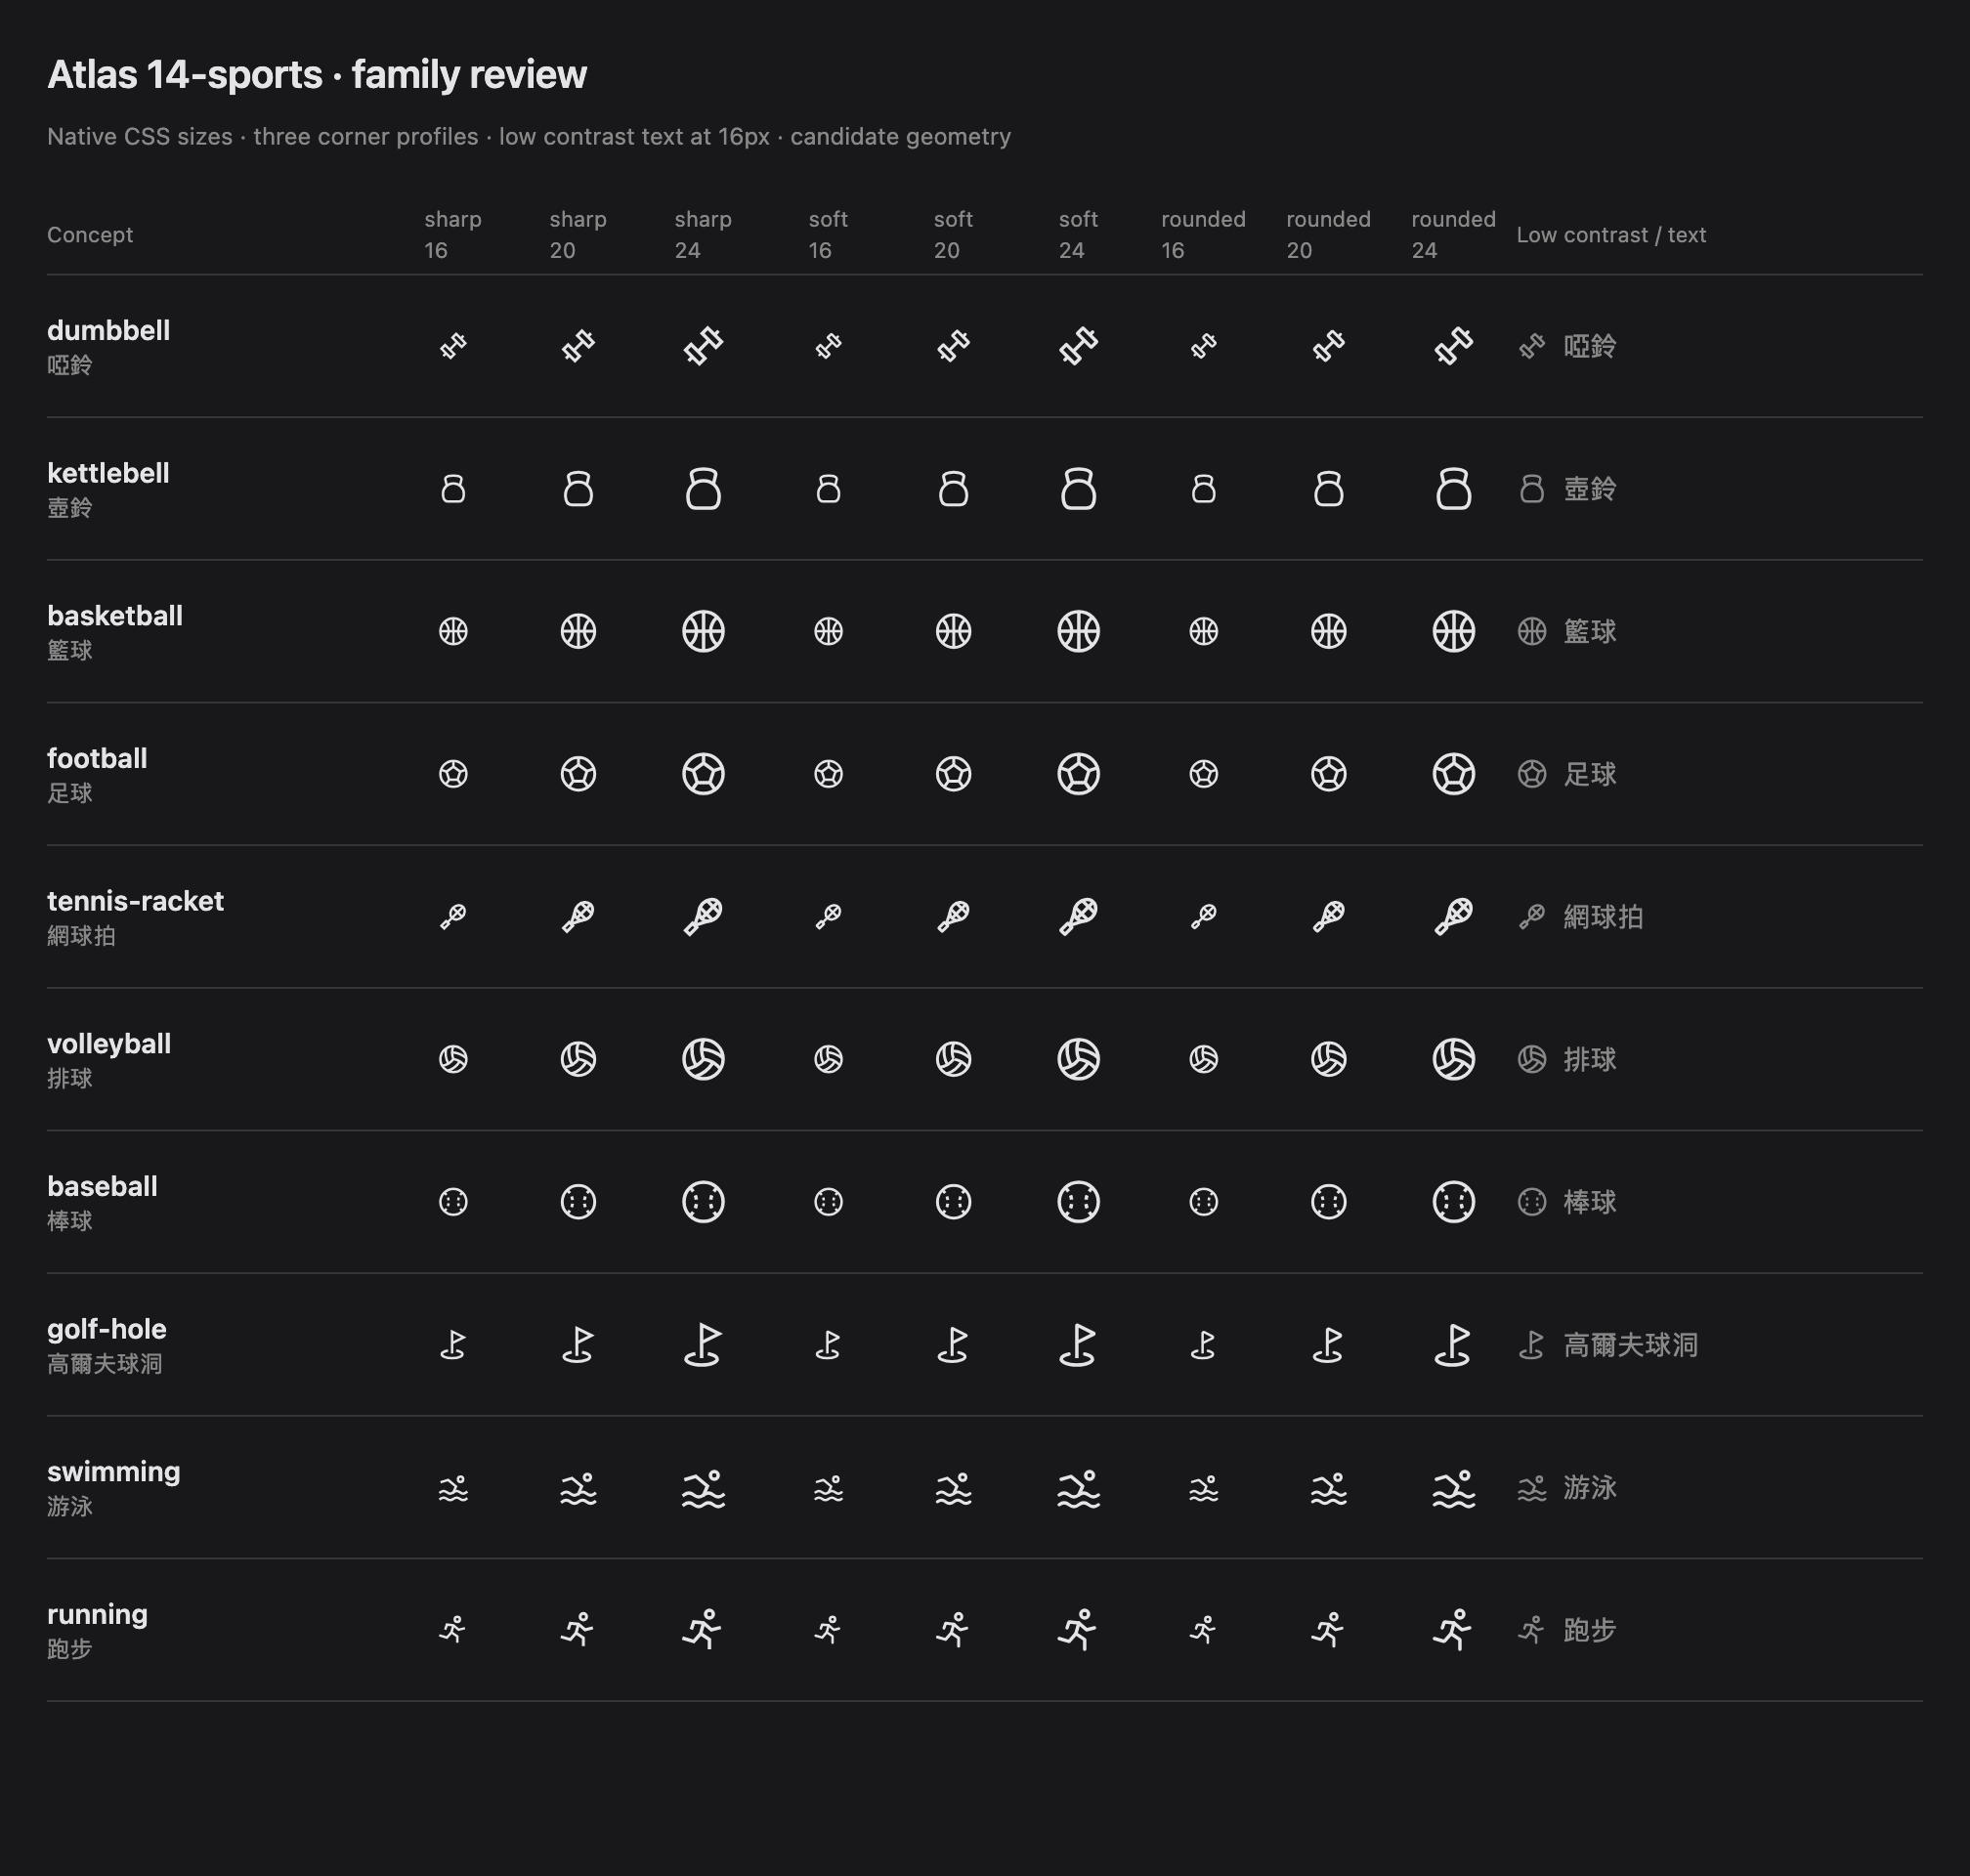 Atlas 14-sports · family review
Native CSS sizes · three corner profiles · low contrast text at 16px · candidate geometry
Concept
sharp 16
sharp 20
sharp 24
soft 16
soft 20
soft 24
rounded 16
rounded 20
rounded 24
Low contrast / text
dumbbell
啞鈴
啞鈴
kettlebell
壺鈴
壺鈴
basketball
籃球
籃球
football
足球
足球
tennis-racket
網球拍
網球拍
volleyball
排球
排球
baseball
棒球
棒球
golf-hole
高爾夫球洞
高爾夫球洞
swimming
游泳
游泳
running
跑步
跑步